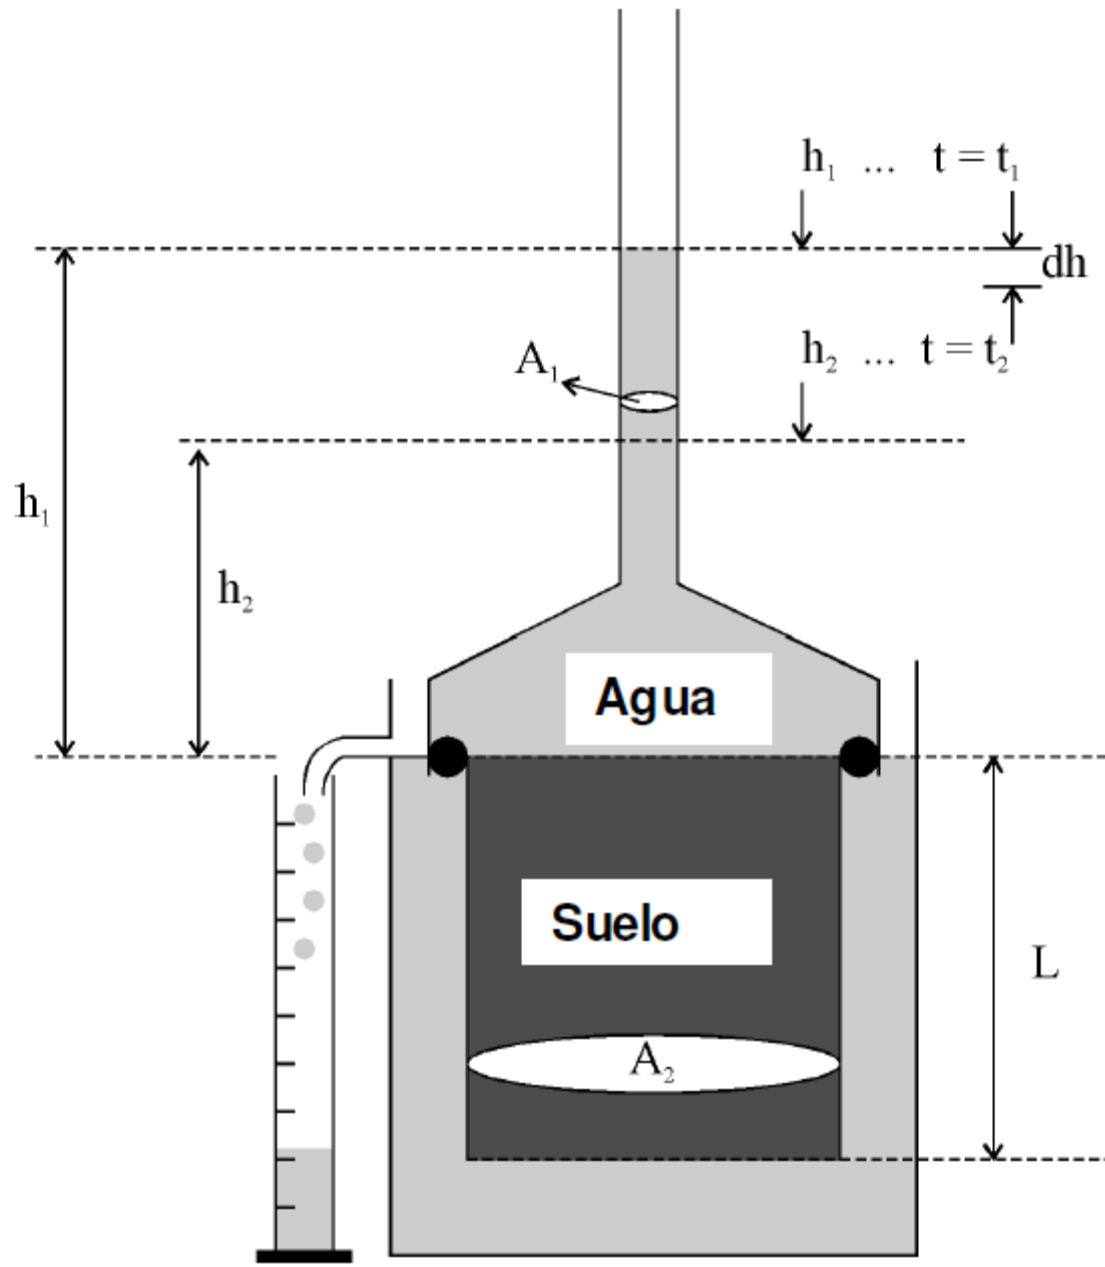 h₁ ... t = t₁
dh
h₂ ... t = t₂
A₁
h₁
h₂
Agua
Suelo
L
A₂